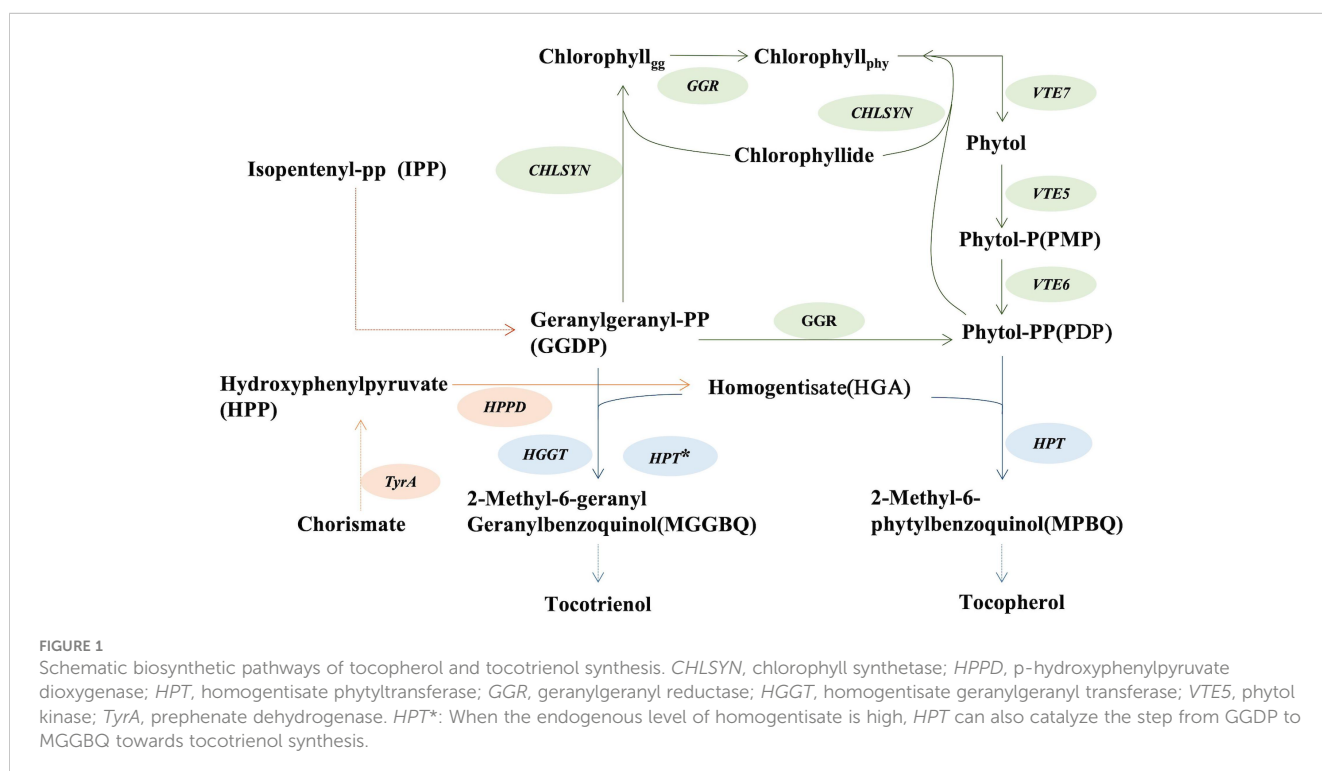 Chlorophyllgg
Chlorophyllphy
GGR
VTE7
CHLSYN
Phytol
Chlorophyllide
Isopentenyl-pp (IPP)
CHLSYN
VTE5
Phytol-P(PMP)
VTE6
Geranylgeranyl-PP
(GGDP)
GGR
Phytol-PP(PDP)
Hydroxyphenylpyruvate
(HPP)
Homogentisate(HGA)
HPPD
HGGT
HPT*
HPT
TyrA
2-Methyl-6-geranyl
Geranylbenzoquinol(MGGBQ)
2-Methyl-6-
phytylbenzoquinol(MPBQ)
Chorismate
Tocotrienol
Tocopherol
FIGURE 1
Schematic biosynthetic pathways of tocopherol and tocotrienol synthesis. CHLSYN, chlorophyll synthetase; HPPD, p-hydroxyphenylpyruvate
dioxygenase; HPT, homogentisate phytyltransferase; GGR, geranylgeranyl reductase; HGGT, homogentisate geranylgeranyl transferase; VTE5, phytol
kinase; TyrA, prephenate dehydrogenase. HPT*: When the endogenous level of homogentisate is high, HPT can also catalyze the step from GGDP to
MGGBQ towards tocotrienol synthesis.